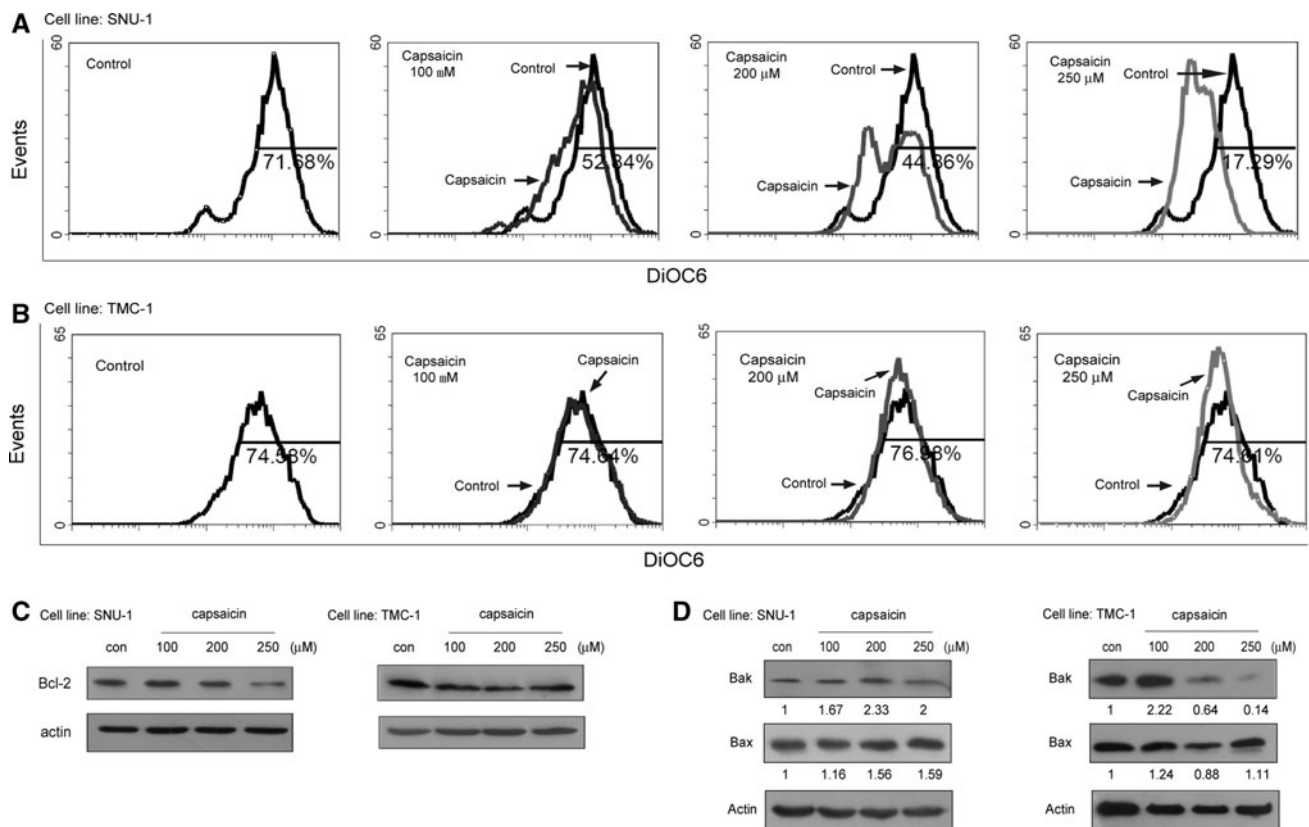 A Cell line: SNU-1
60 60 60 60
Control
Capsaicin
100 mM
Control
Capsaicin
200 μM
Control
Capsaicin
250 μM
Control
Events
71.68%
52.84%
44.86%
17.29%
Capsaicin
Capsaicin
Capsaicin
0 0 0 0
DiOC6
B Cell line: TMC-1
65 65 65 65
Control
Capsaicin
100 mM
Capsaicin
Capsaicin
200 μM
Capsaicin
Capsaicin
250 μM
Capsaicin
Events
74.58%
74.64%
76.98%
74.61%
Control
Control
Control
0 0 0 0
DiOC6
C Cell line: SNU-1 capsaicin
con 100 200 250 (μM)
Bcl-2
actin
Cell line: TMC-1 capsaicin
con 100 200 250 (μM)
D Cell line: SNU-1 capsaicin
con 100 200 250 (μM)
Bak
1 1.67 2.33 2
Bax
1 1.16 1.56 1.59
Actin
Cell line: TMC-1 capsaicin
con 100 200 250 (μM)
Bak
1 2.22 0.64 0.14
Bax
1 1.24 0.88 1.11
Actin